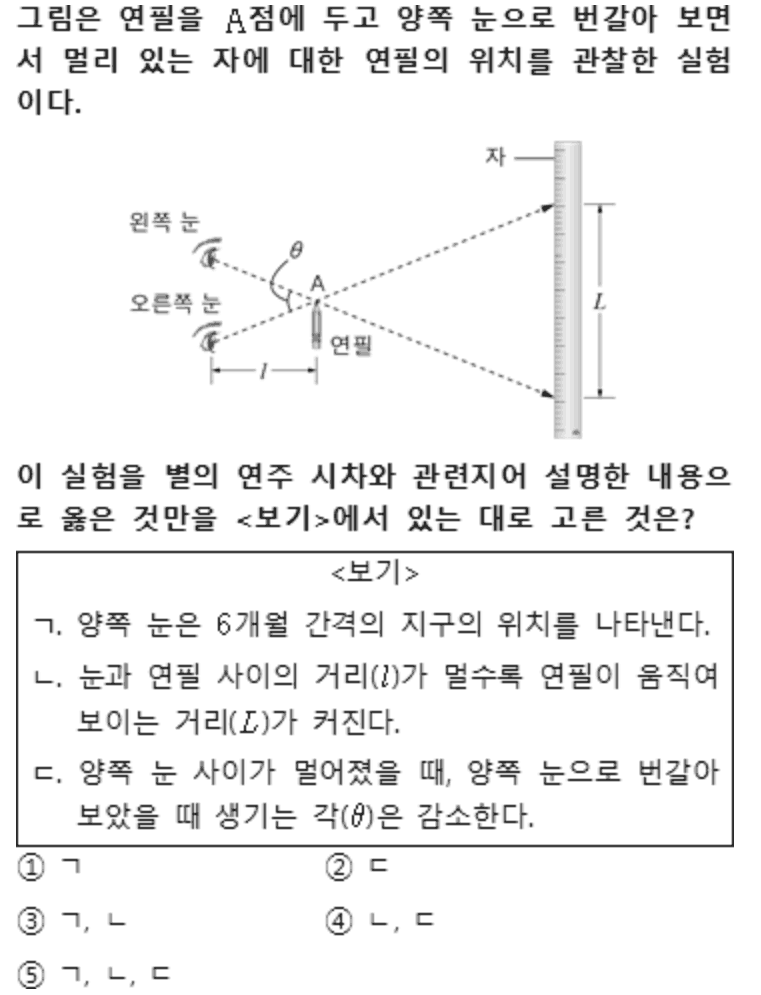 그림은 연필을 A점에 두고 양쪽 눈으로 번갈아 보면
서 멀리 있는 자에 대한 연필의 위치를 관찰한 실험
이다.
자
왼쪽 눈
θ
A
오른쪽 눈
L
연필
l
이 실험을 별의 연주 시차와 관련지어 설명한 내용으
로 옳은 것만을 <보기>에서 있는 대로 고른 것은?
<보기>
ㄱ. 양쪽 눈은 6개월 간격의 지구의 위치를 나타낸다.
ㄴ. 눈과 연필 사이의 거리(l)가 멀수록 연필이 움직여
보이는 거리(L)가 커진다.
ㄷ. 양쪽 눈 사이가 멀어졌을 때, 양쪽 눈으로 번갈아
보았을 때 생기는 각(θ)은 감소한다.
① ㄱ ② ㄷ
③ ㄱ, ㄴ ④ ㄴ, ㄷ
⑤ ㄱ, ㄴ, ㄷ